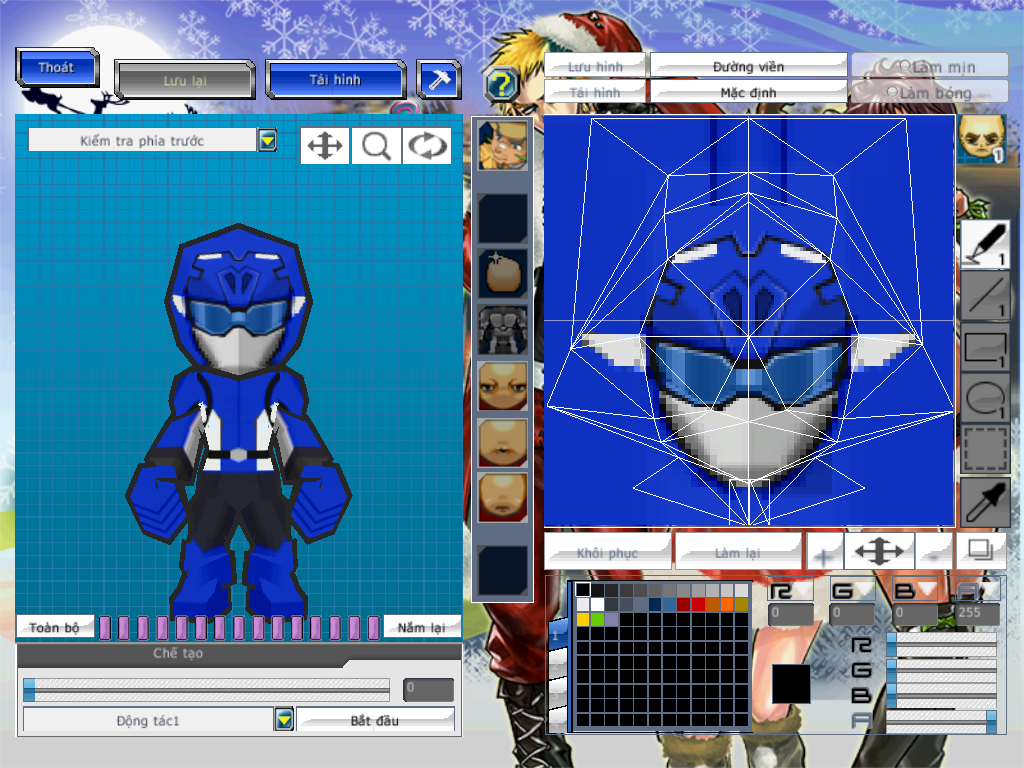 Thoát
Lưu lại
Tải hình
?
Lưu hình
Đường viền
Làm mịn
Tải hình
Mặc định
Làm bóng
Kiểm tra phía trước
1
1
1
1
1
Khôi phục
Làm lại
+
-
R
G
B
A
0
0
0
255
1
R
G
B
A
Toàn bộ
Nắm lại
Chế tạo
0
Động tác1
Bắt đầu